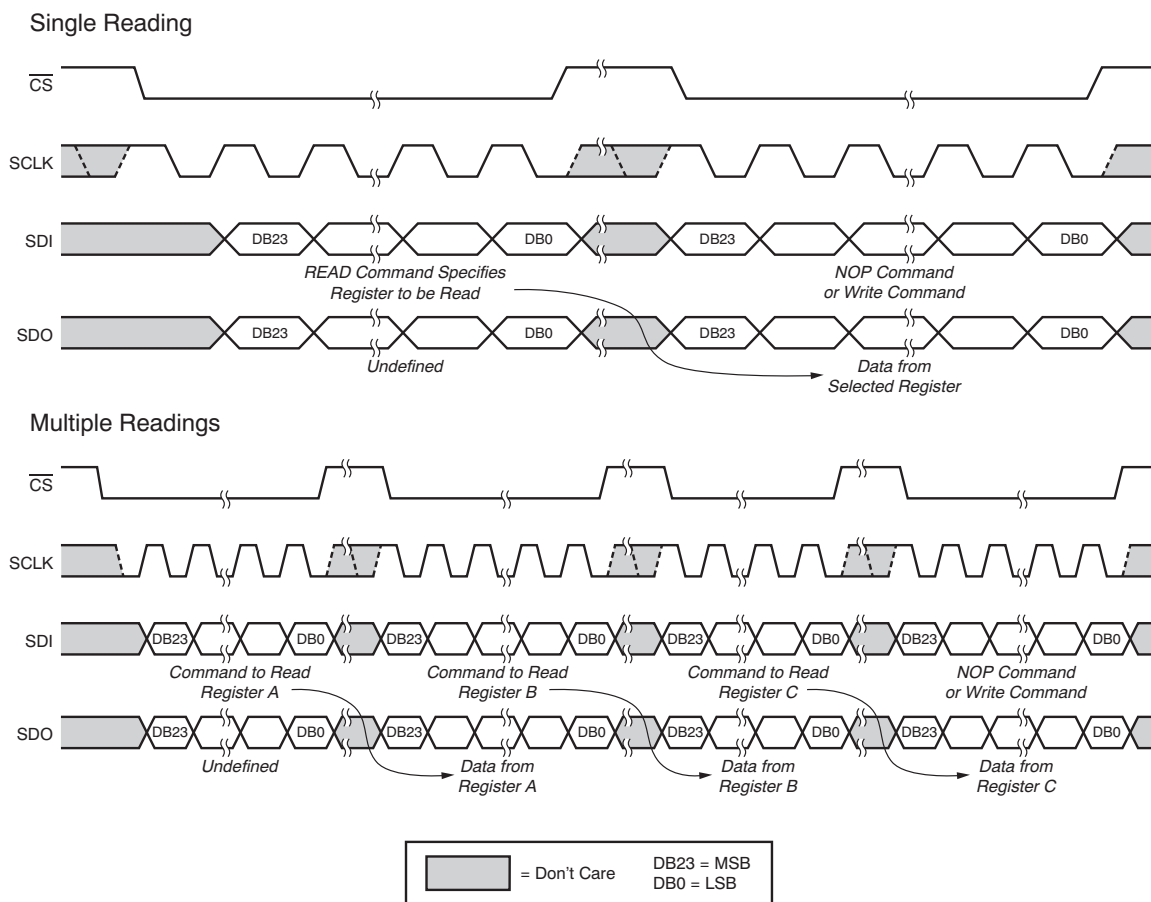 Single Reading
CS
SCLK
SDI DB23 DB0 DB23 DB0
READ Command Specifies
Register to be Read
NOP Command
or Write Command
SDO DB23 DB0 DB23 DB0
Undefined
Data from
Selected Register
Multiple Readings
CS
SCLK
SDI DB23 DB0 DB23 DB0 DB23 DB0 DB23 DB0
Command to Read
Register A
Command to Read
Register B
Command to Read
Register C
NOP Command
or Write Command
SDO DB23 DB0 DB23 DB0 DB23 DB0 DB23 DB0
Undefined
Data from
Register A
Data from
Register B
Data from
Register C
= Don't Care
DB23 = MSB
DB0 = LSB